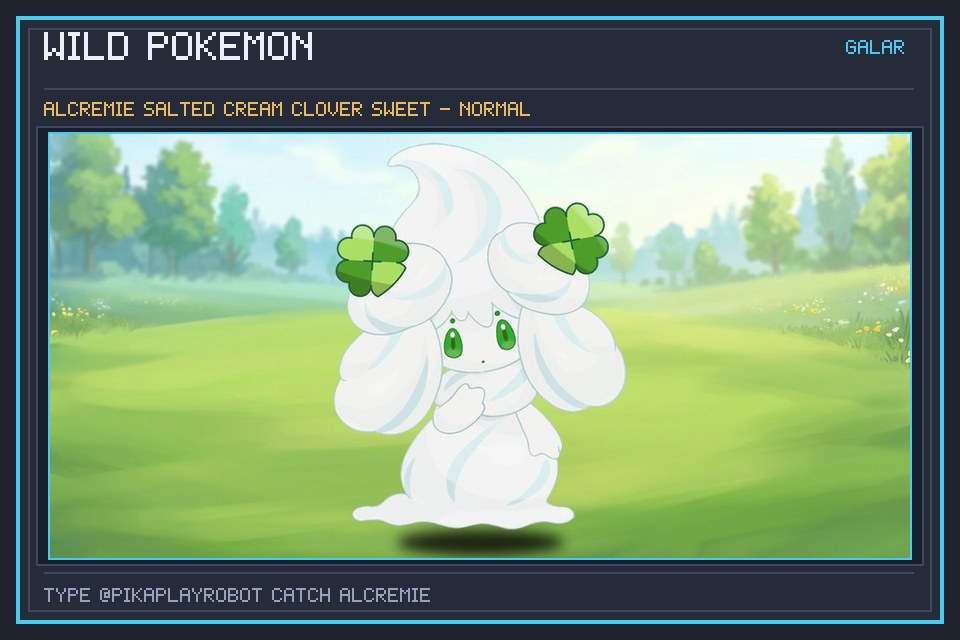 WILD POKEMON
GALAR
ALCREMIE SALTED CREAM CLOVER SWEET - NORMAL
TYPE @PIKAPLAYROBOT CATCH ALCREMIE